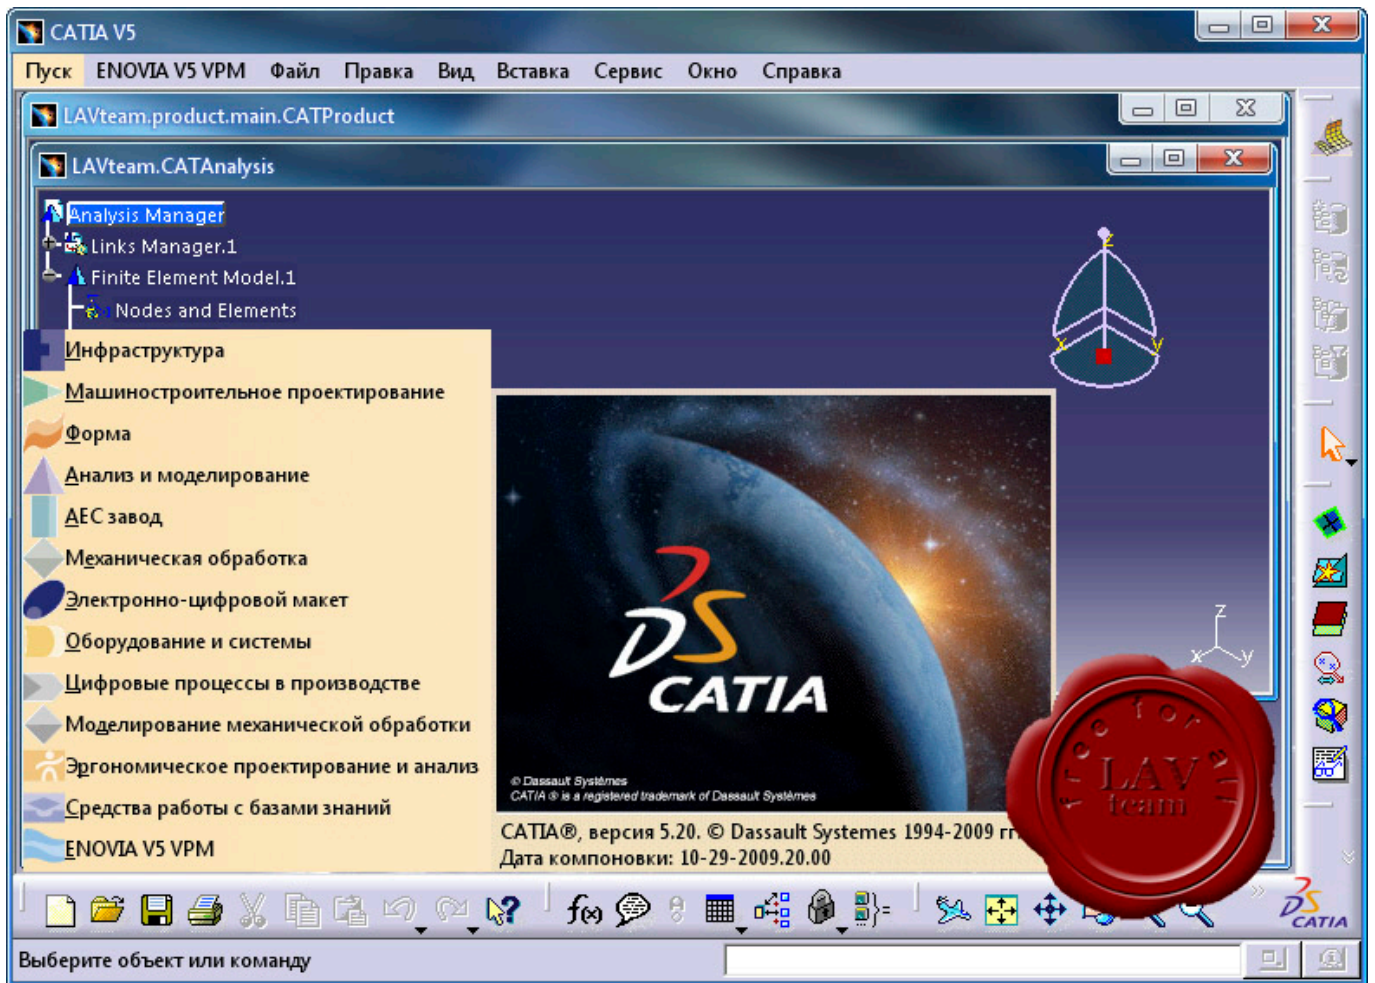 CATIA V5
Пуск ENOVIA V5 VPM Файл Правка Вид Вставка Сервис Окно Справка
LAVteam.product.main.CATProduct
LAVteam.CATAnalysis
Analysis Manager
Links Manager.1
Finite Element Model.1
Nodes and Elements
Инфраструктура
Машиностроительное проектирование
Форма
Анализ и моделирование
АЕС завод
Механическая обработка
Электронно-цифровой макет
Оборудование и системы
Цифровые процессы в производстве
Моделирование механической обработки
Эргономическое проектирование и анализ
Средства работы с базами знаний
ENOVIA V5 VPM
z
x y
z
x y
DS
CATIA
© Dassault Systèmes
CATIA ® is a registered trademark of Dassault Systèmes
CATIA®, версия 5.20. © Dassault Systemes 1994-2009 гг.
Дата компоновки: 10-29-2009.20.00
free for all
LAV
team
f(x)
DS
CATIA
Выберите объект или команду